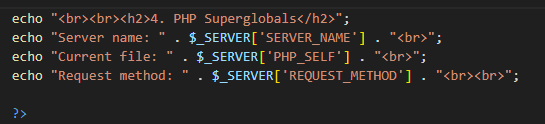 echo "<br><br><h2>4. PHP Superglobals</h2>";
echo "Server name: " . $_SERVER['SERVER_NAME'] . "<br>";
echo "Current file: " . $_SERVER['PHP_SELF'] . "<br>";
echo "Request method: " . $_SERVER['REQUEST_METHOD'] . "<br><br>";
?>